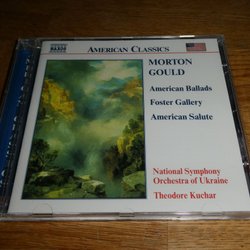 NAXOS
AMERICAN CLASSICS
MORTON
GOULD
American Ballads
Foster Gallery
American Salute
National Symphony
Orchestra of Ukraine
Theodore Kuchar